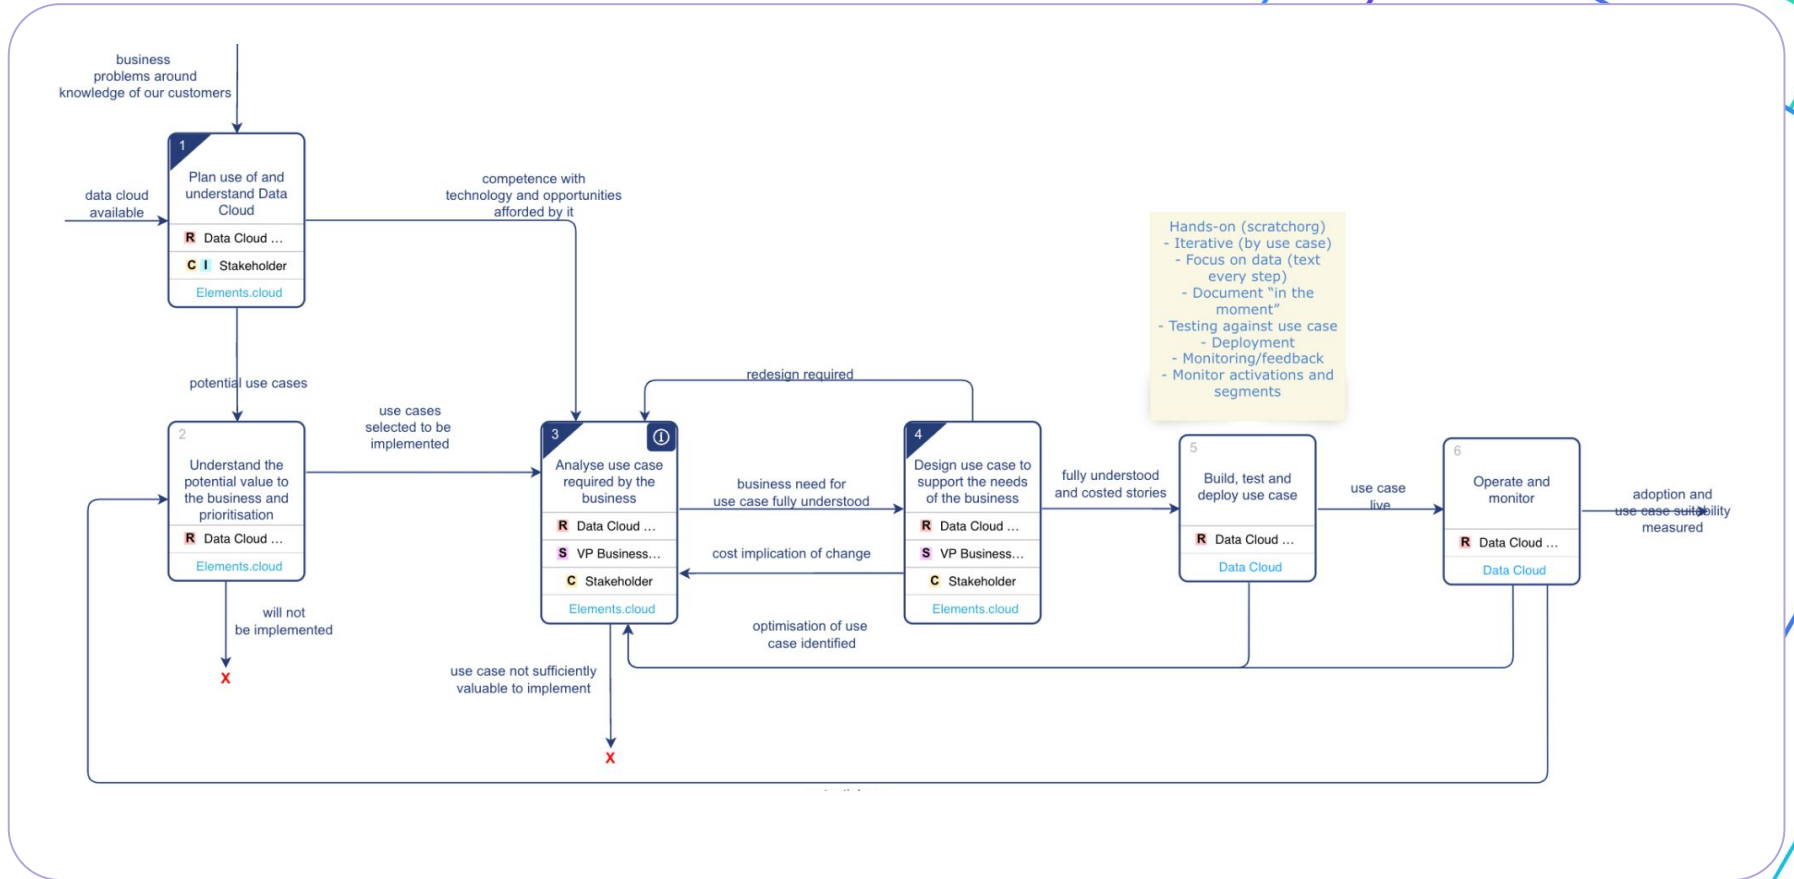 business
problems around
knowledge of our customers
data cloud
available
1
Plan use of and
understand Data
Cloud
R Data Cloud ...
C I Stakeholder
Elements.cloud
competence with
technology and opportunities
afforded by it
potential use cases
Hands-on (scratchorg)
- Iterative (by use case)
- Focus on data (text
every step)
- Document “in the
moment”
- Testing against use case
- Deployment
- Monitoring/feedback
- Monitor activations and
segments
redesign required
2
Understand the
potential value to
the business and
prioritisation
R Data Cloud ...
Elements.cloud
use cases
selected to be
implemented
will not
be implemented
X
3
Analyse use case
required by the
business
R Data Cloud ...
S VP Business...
C Stakeholder
Elements.cloud
business need for
use case fully understood
cost implication of change
optimisation of use
case identified
use case not sufficiently
valuable to implement
X
4
Design use case to
support the needs
of the business
R Data Cloud ...
S VP Business...
C Stakeholder
Elements.cloud
fully understood
and costed stories
5
Build, test and
deploy use case
R Data Cloud ...
Data Cloud
use case
live
6
Operate and
monitor
R Data Cloud ...
Data Cloud
adoption and
use case suitability
measured